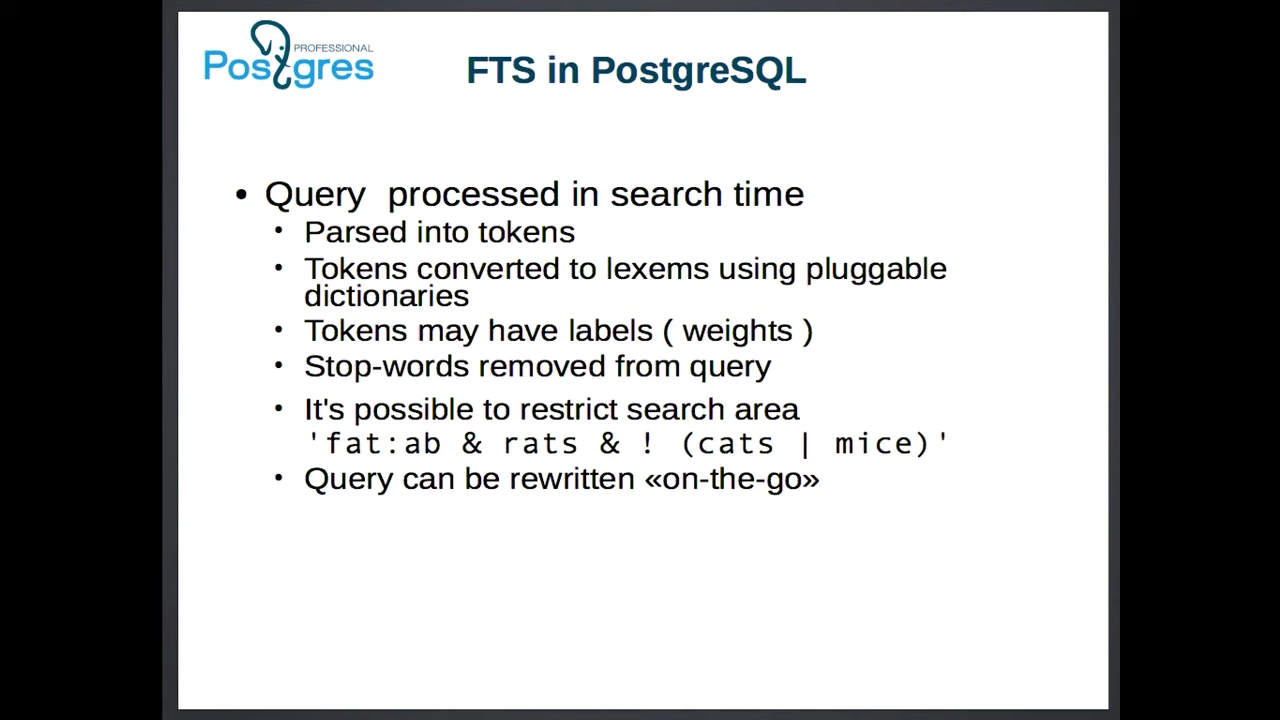 PROFESSIONAL
Postgres
FTS in PostgreSQL
• Query processed in search time
• Parsed into tokens
• Tokens converted to lexems using pluggable
dictionaries
• Tokens may have labels ( weights )
• Stop-words removed from query
• It's possible to restrict search area
'fat:ab & rats & ! (cats | mice)'
• Query can be rewritten «on-the-go»